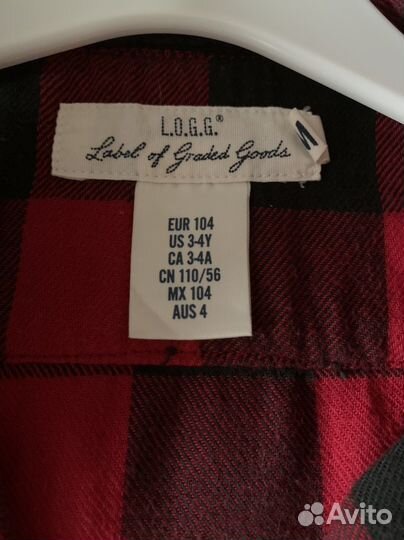 L.O.G.G.®
Label of Graded Goods
EUR 104
US 3-4Y
CA 3-4A
CN 110/56
MX 104
AUS 4
Avito